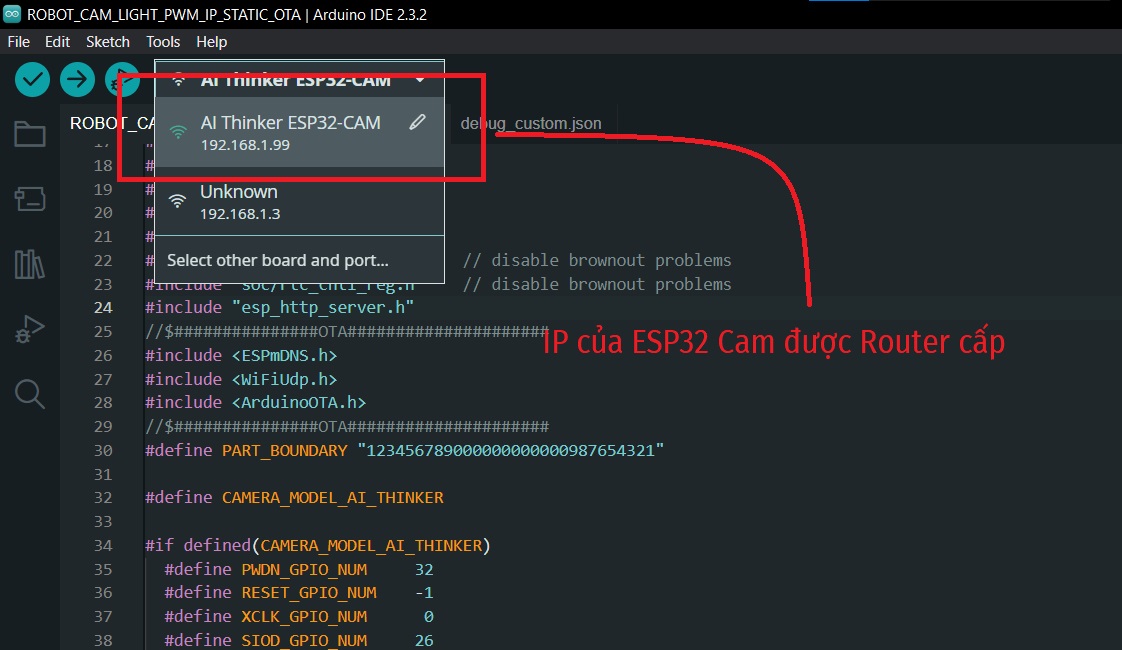 ROBOT_CAM_LIGHT_PWM_IP_STATIC_OTA | Arduino IDE 2.3.2
File Edit Sketch Tools Help
AI Thinker ESP32-CAM
ROBOT_CA
AI Thinker ESP32-CAM
192.168.1.99
debug_custom.json
Unknown
192.168.1.3
Select other board and port...
IP của ESP32 Cam được Router cấp
17 #
18 #
19 #
20 #
21 #
22 # // disable brownout problems
23 #include "soc/rtc_cntl_reg.h" // disable brownout problems
24 #include "esp_http_server.h"
25 //$###############OTA#####################
26 #include <ESPmDNS.h>
27 #include <WiFiUdp.h>
28 #include <ArduinoOTA.h>
29 //$###############OTA#####################
30 #define PART_BOUNDARY "123456789000000000000987654321"
31
32 #define CAMERA_MODEL_AI_THINKER
33
34 #if defined(CAMERA_MODEL_AI_THINKER)
35 #define PWDN_GPIO_NUM 32
36 #define RESET_GPIO_NUM -1
37 #define XCLK_GPIO_NUM 0
38 #define SIOD_GPIO_NUM 26